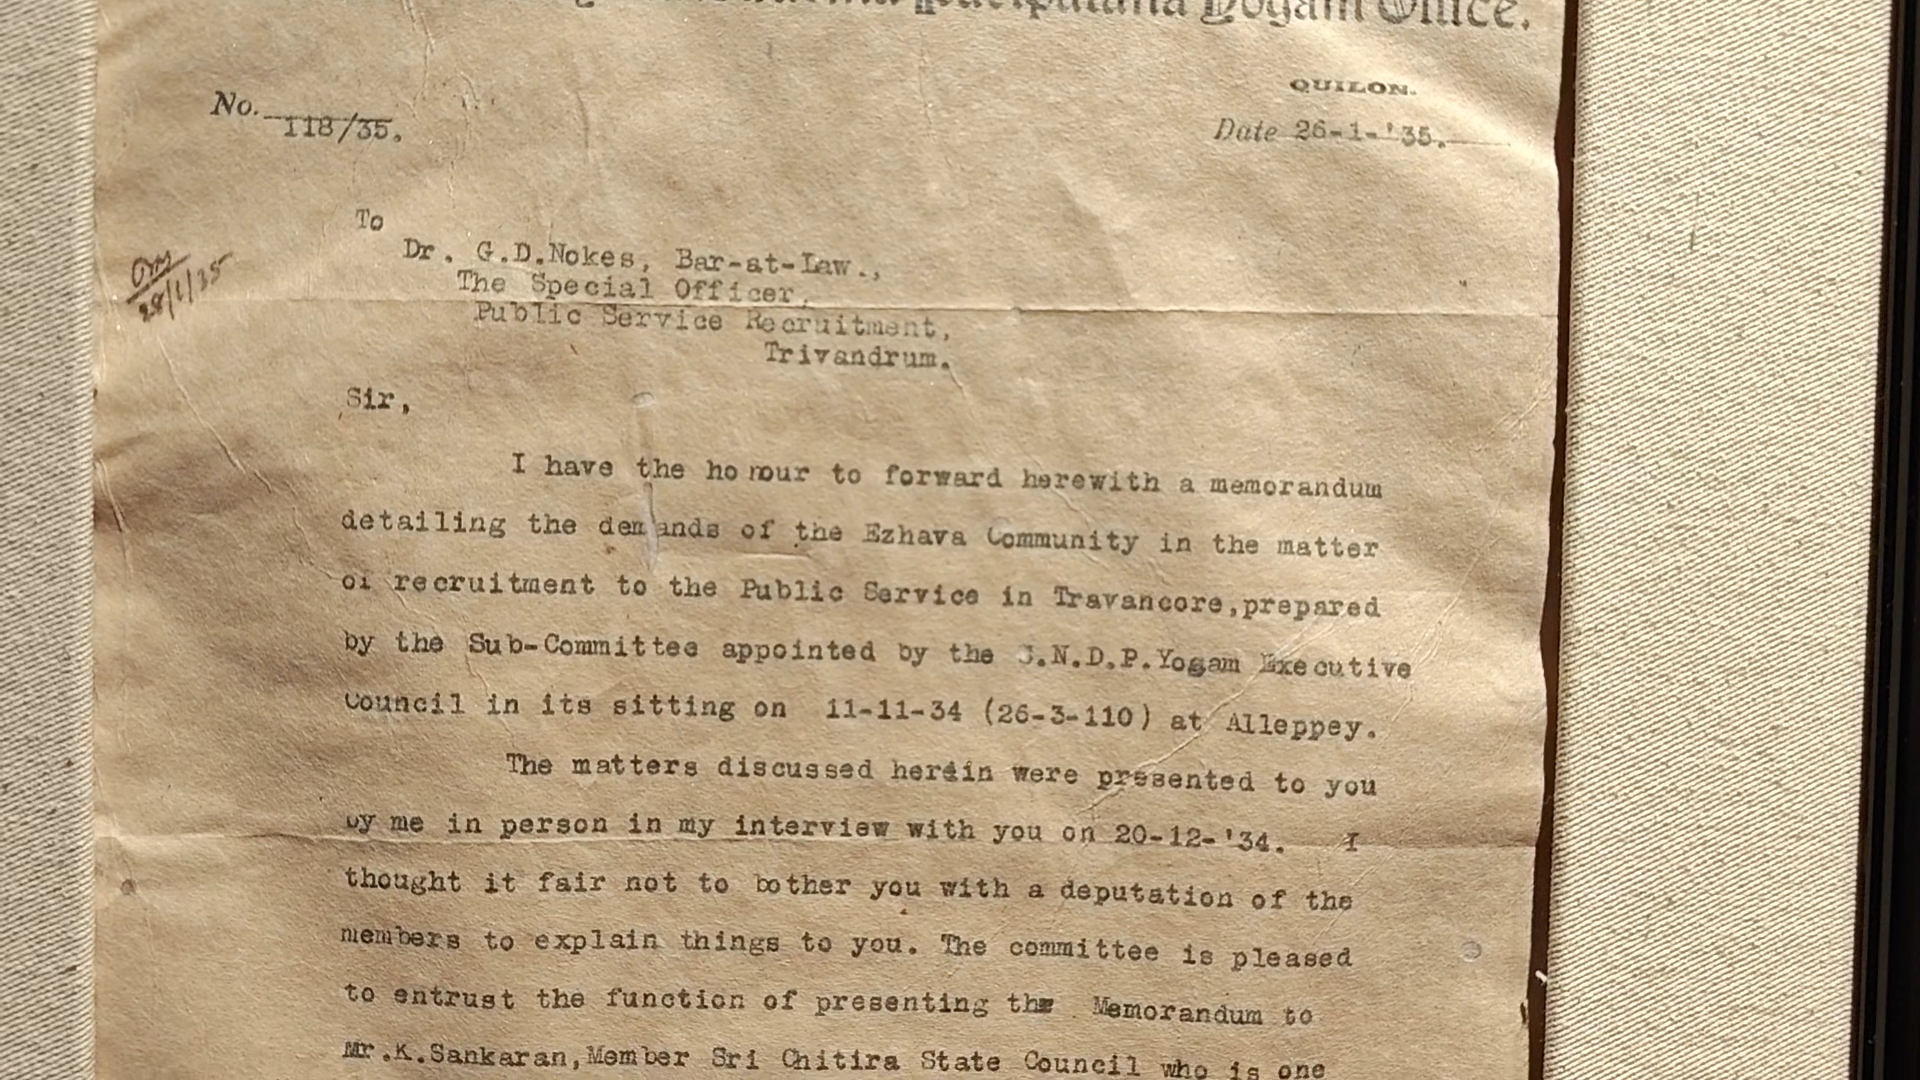 Yogam Office.
QUILON.
No. 118/35.
Date 26-1-'35.
28/1/35
To
Dr. G.D.Nokes, Bar-at-Law.,
The Special Officer,
Public Service Recruitment,
Trivandrum.
Sir,
I have the honour to forward herewith a memorandum
detailing the demands of the Ezhava Community in the matter
of recruitment to the Public Service in Travancore,prepared
by the Sub-Committee appointed by the S.N.D.P.Yogam Executive
Council in its sitting on 11-11-34 (26-3-110) at Alleppey.
The matters discussed herein were presented to you
by me in person in my interview with you on 20-12-'34. I
thought it fair not to bother you with a deputation of the
members to explain things to you. The committee is pleased
to entrust the function of presenting the Memorandum to
Mr.K.Sankaran,Member Sri Chitira State Council who is one